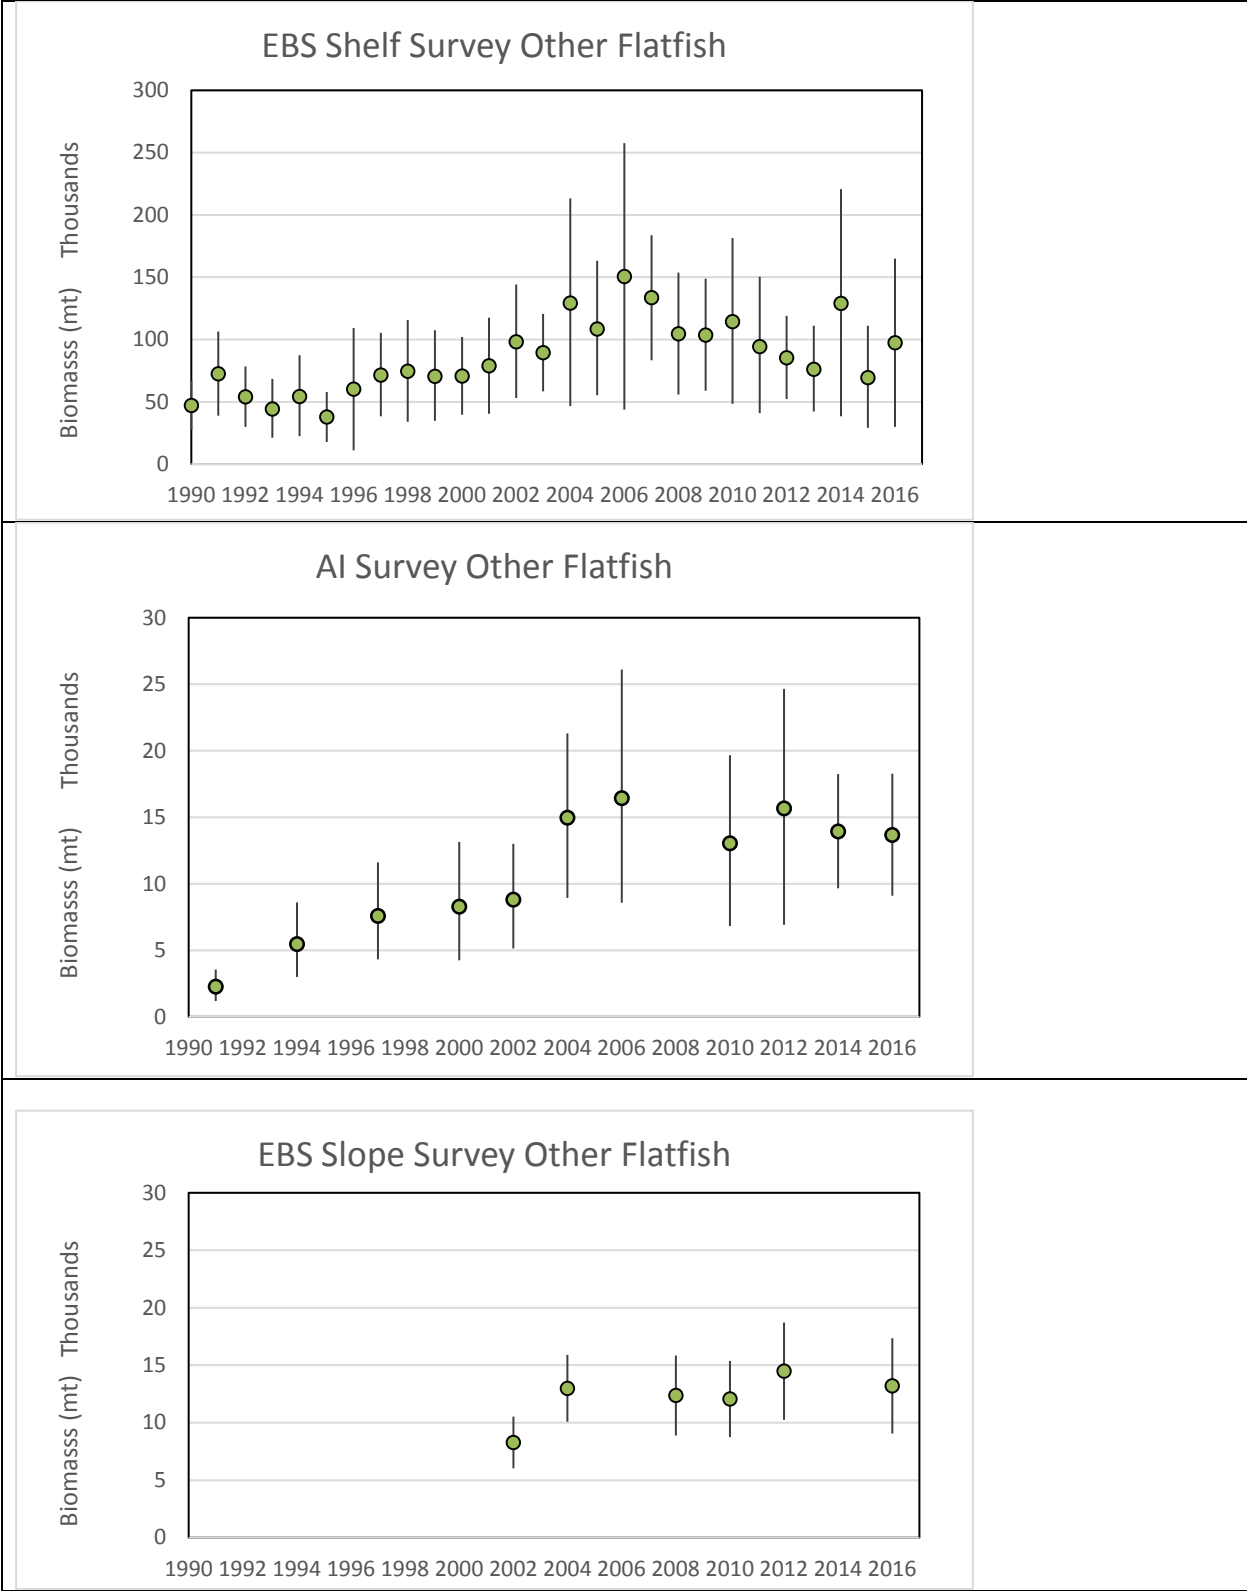 EBS Shelf Survey Other Flatfish
300
250
200
150
100
50
0
Biomasss (mt) Thousands
1990 1992 1994 1996 1998 2000 2002 2004 2006 2008 2010 2012 2014 2016
AI Survey Other Flatfish
30
25
20
15
10
5
0
Biomasss (mt) Thousands
1990 1992 1994 1996 1998 2000 2002 2004 2006 2008 2010 2012 2014 2016
EBS Slope Survey Other Flatfish
30
25
20
15
10
5
0
Biomasss (mt) Thousands
1990 1992 1994 1996 1998 2000 2002 2004 2006 2008 2010 2012 2014 2016